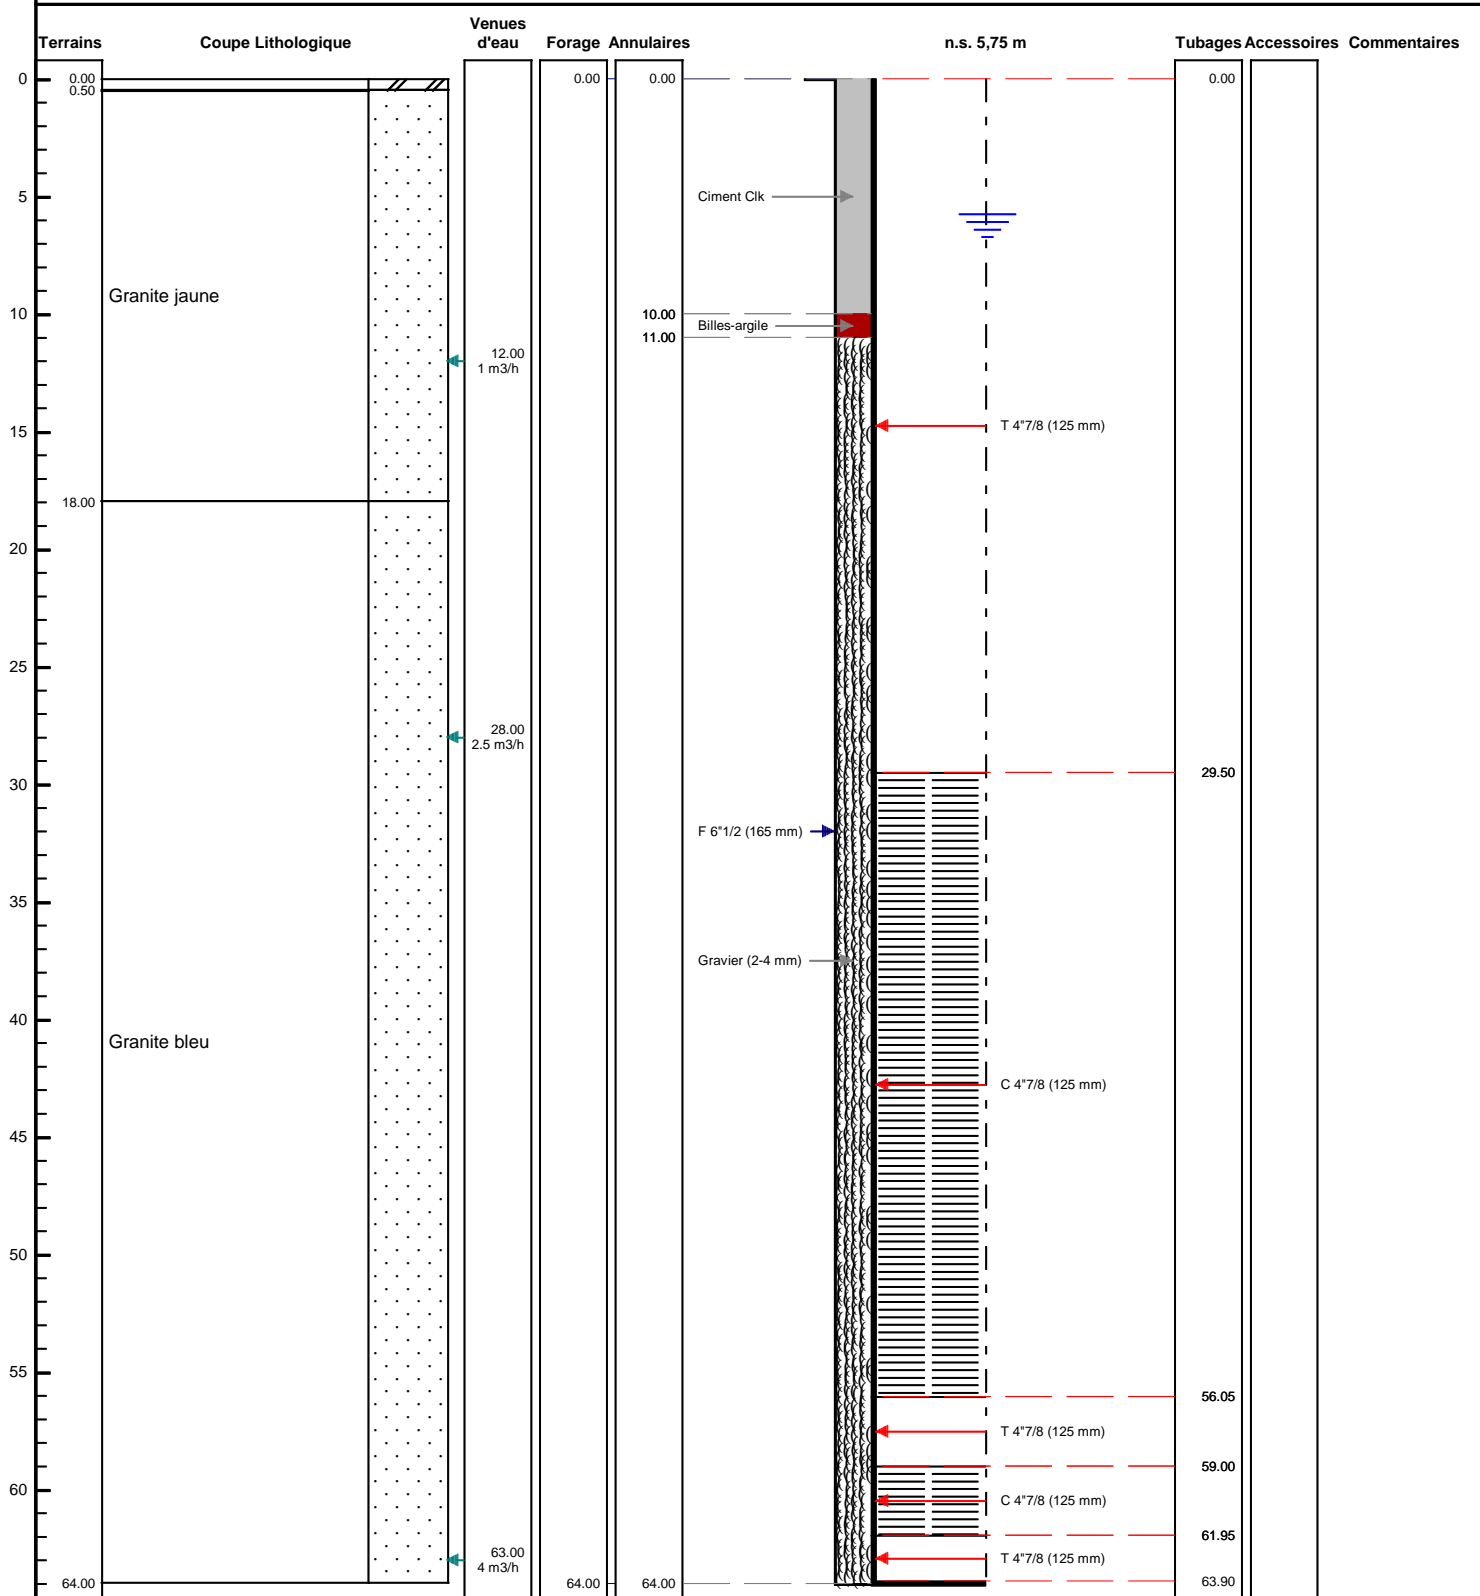 Terrains Coupe Lithologique Venues d'eau Forage Annulaires n.s. 5,75 m Tubages Accessoires Commentaires
0 0.00 0.00 0.00 0.00
0.50
5 Ciment Clk
Granite jaune
10 10.00
Billes-argile
11.00
12.00
1 m3/h
15 T 4"7/8 (125 mm)
18.00
20
25
28.00
2.5 m3/h
29.50
30
F 6"1/2 (165 mm)
35
Gravier (2-4 mm)
40
Granite bleu
C 4"7/8 (125 mm)
45
50
55
56.05
T 4"7/8 (125 mm)
59.00
60
C 4"7/8 (125 mm)
61.95
63.00
4 m3/h
T 4"7/8 (125 mm)
64.00 64.00 64.00 63.90